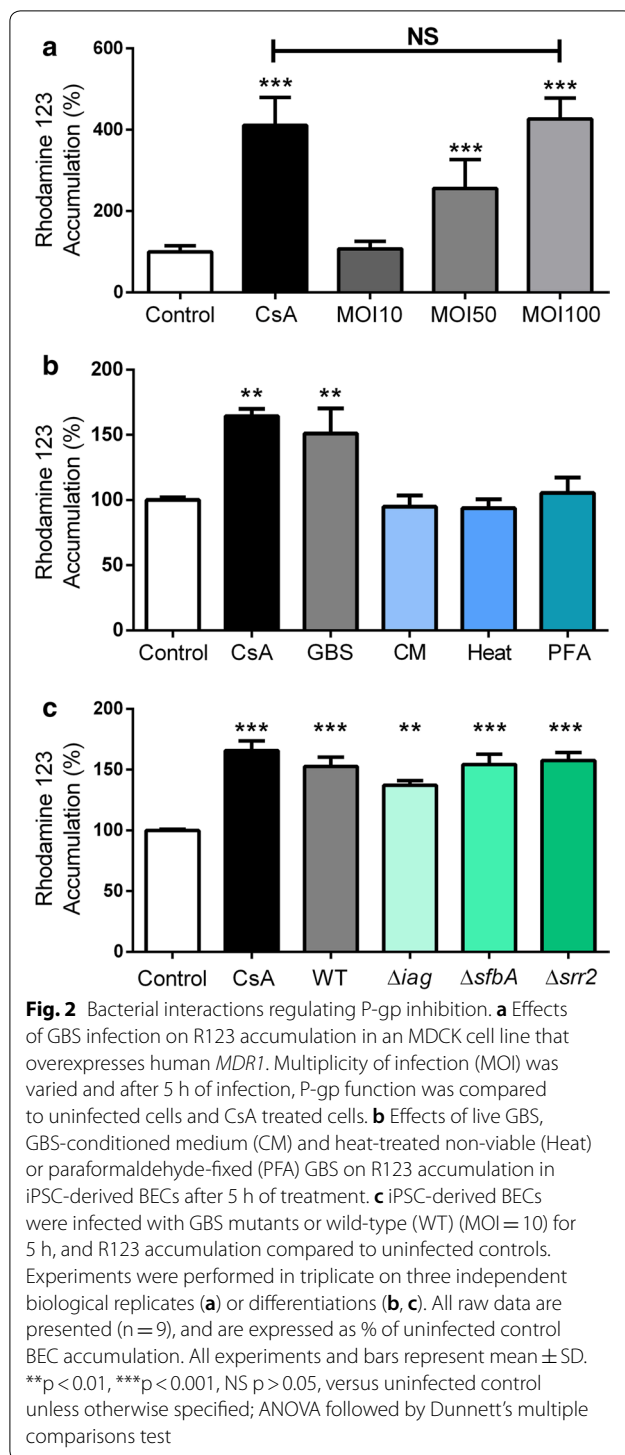 a
NS
600
400
200
0
Rhodamine 123
Accumulation (%)
***
***
***
Control CsA MOI10 MOI50 MOI100
b
200
150
100
50
0
Rhodamine 123
Accumulation (%)
** **
Control CsA GBS CM Heat PFA
c
200
150
100
50
0
Rhodamine 123
Accumulation (%)
*** *** ** *** ***
Control CsA WT Δiag ΔsfbA Δsrr2
Fig. 2 Bacterial interactions regulating P-gp inhibition. a Effects
of GBS infection on R123 accumulation in an MDCK cell line that
overexpresses human MDR1. Multiplicity of infection (MOI) was
varied and after 5 h of infection, P-gp function was compared
to uninfected cells and CsA treated cells. b Effects of live GBS,
GBS-conditioned medium (CM) and heat-treated non-viable (Heat)
or paraformaldehyde-fixed (PFA) GBS on R123 accumulation in
iPSC-derived BECs after 5 h of treatment. c iPSC-derived BECs
were infected with GBS mutants or wild-type (WT) (MOI = 10) for
5 h, and R123 accumulation compared to uninfected controls.
Experiments were performed in triplicate on three independent
biological replicates (a) or differentiations (b, c). All raw data are
presented (n = 9), and are expressed as % of uninfected control
BEC accumulation. All experiments and bars represent mean ± SD.
**p < 0.01, ***p < 0.001, NS p > 0.05, versus uninfected control
unless otherwise specified; ANOVA followed by Dunnett's multiple
comparisons test